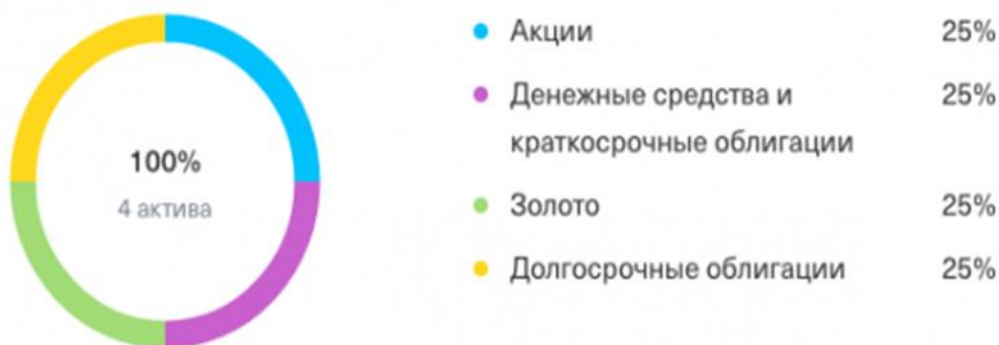 100%
4 актива
Акции 25%
Денежные средства и 25%
краткосрочные облигации
Золото 25%
Долгосрочные облигации 25%